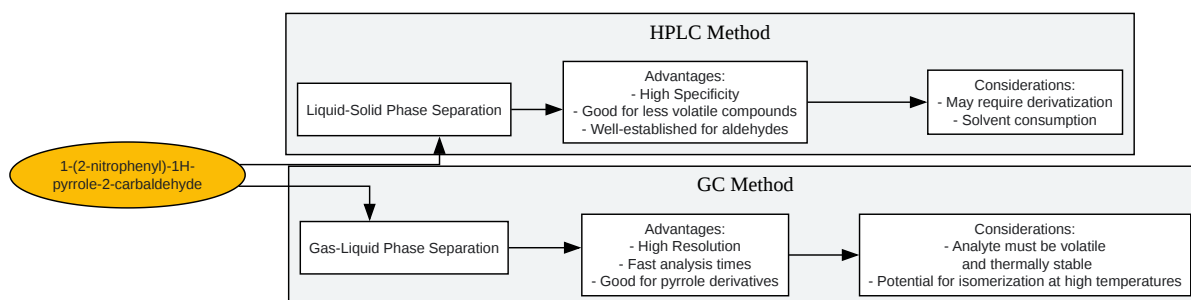 HPLC Method
Liquid-Solid Phase Separation
Advantages:
- High Specificity
- Good for less volatile compounds
- Well-established for aldehydes
Considerations:
- May require derivatization
- Solvent consumption
1-(2-nitrophenyl)-1H-
pyrrole-2-carbaldehyde
GC Method
Gas-Liquid Phase Separation
Advantages:
- High Resolution
- Fast analysis times
- Good for pyrrole derivatives
Considerations:
- Analyte must be volatile
and thermally stable
- Potential for isomerization at high temperatures